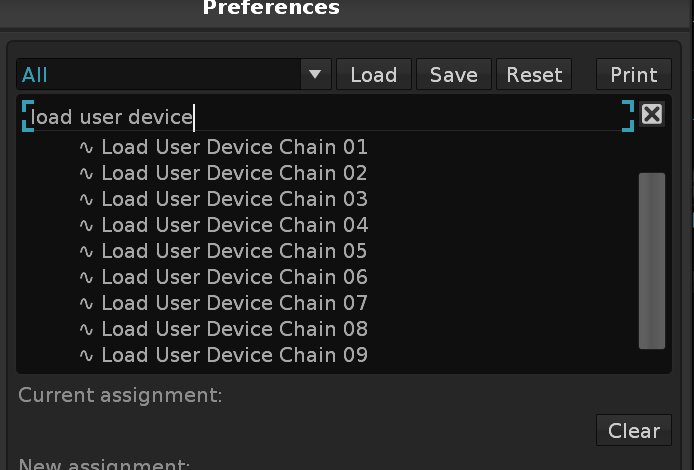 Preferences
All Load Save Reset Print
load user device
∿ Load User Device Chain 01
∿ Load User Device Chain 02
∿ Load User Device Chain 03
∿ Load User Device Chain 04
∿ Load User Device Chain 05
∿ Load User Device Chain 06
∿ Load User Device Chain 07
∿ Load User Device Chain 08
∿ Load User Device Chain 09
Current assignment:
Clear
New assignment: